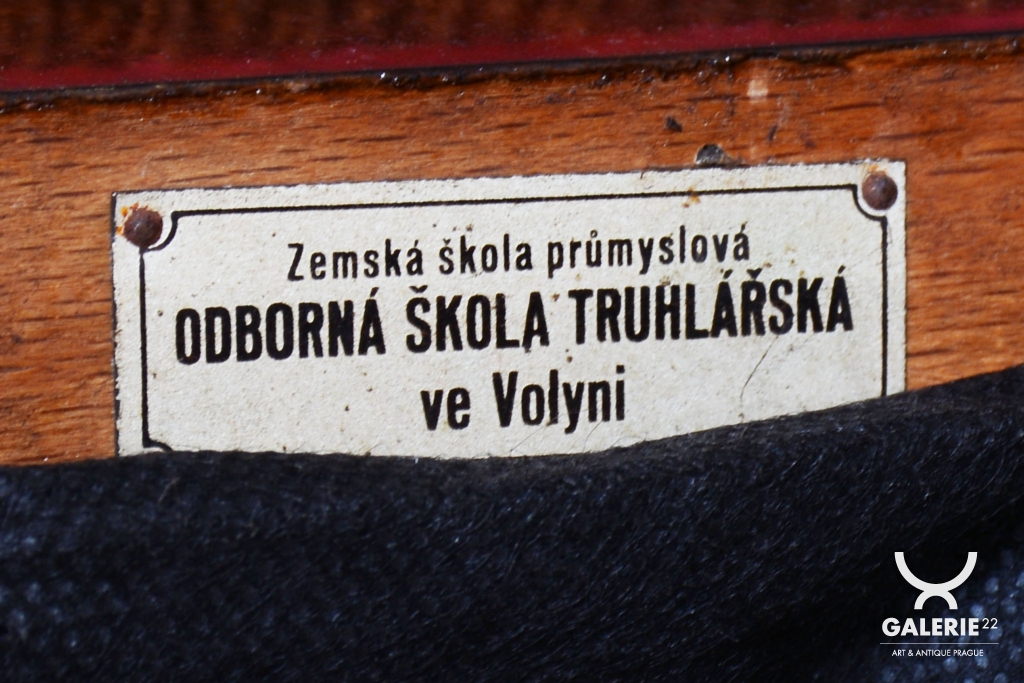 Zemská škola průmyslová
ODBORNÁ ŠKOLA TRUHLÁŘSKÁ
ve Volyni
GALERIE 22
ART & ANTIQUE PRAGUE